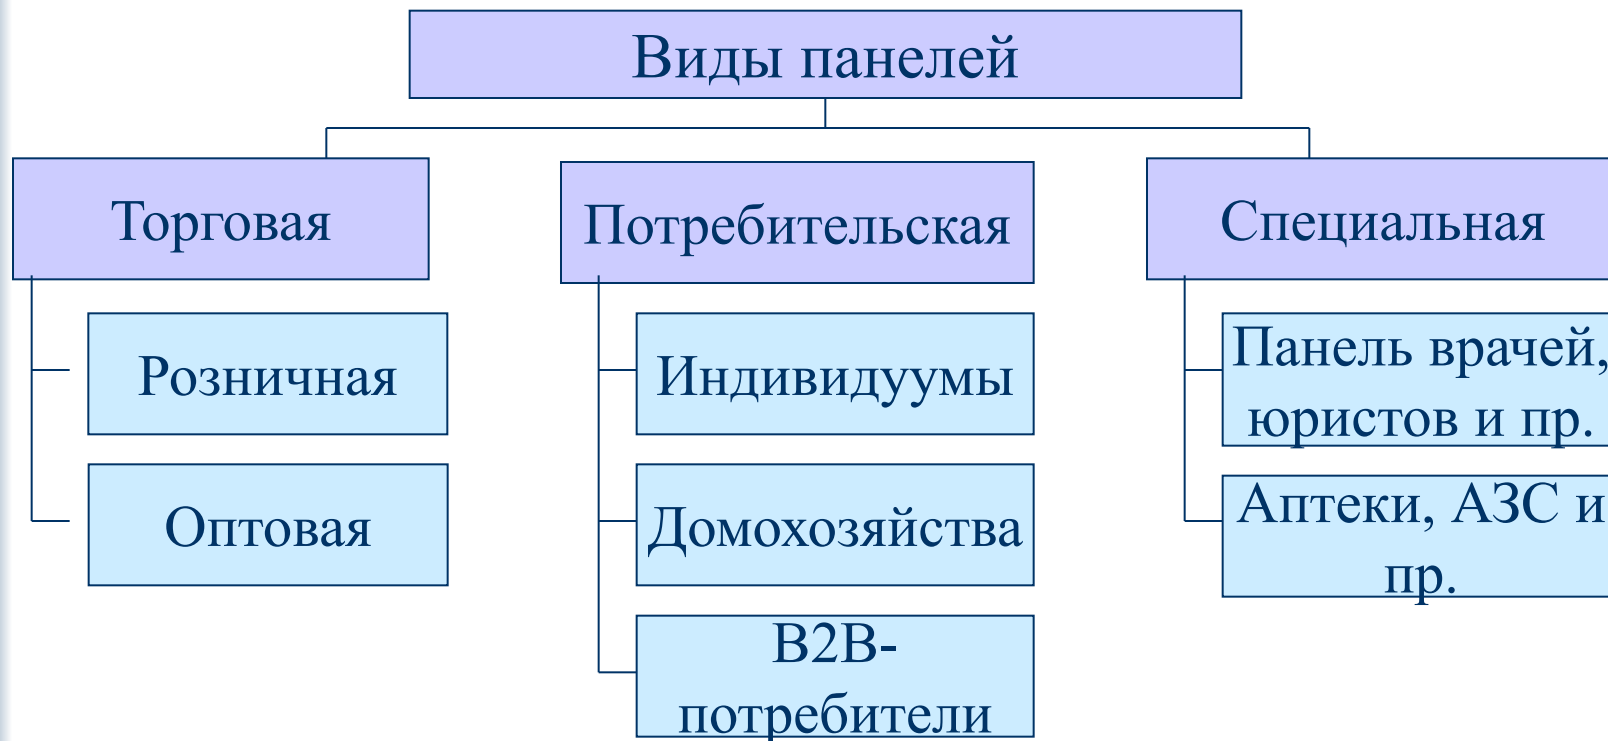 Виды панелей
Торговая
Потребительская
Специальная
Розничная
Оптовая
Индивидуумы
Домохозяйства
B2B-
потребители
Панель врачей,
юристов и пр.
Аптеки, АЗС и
пр.